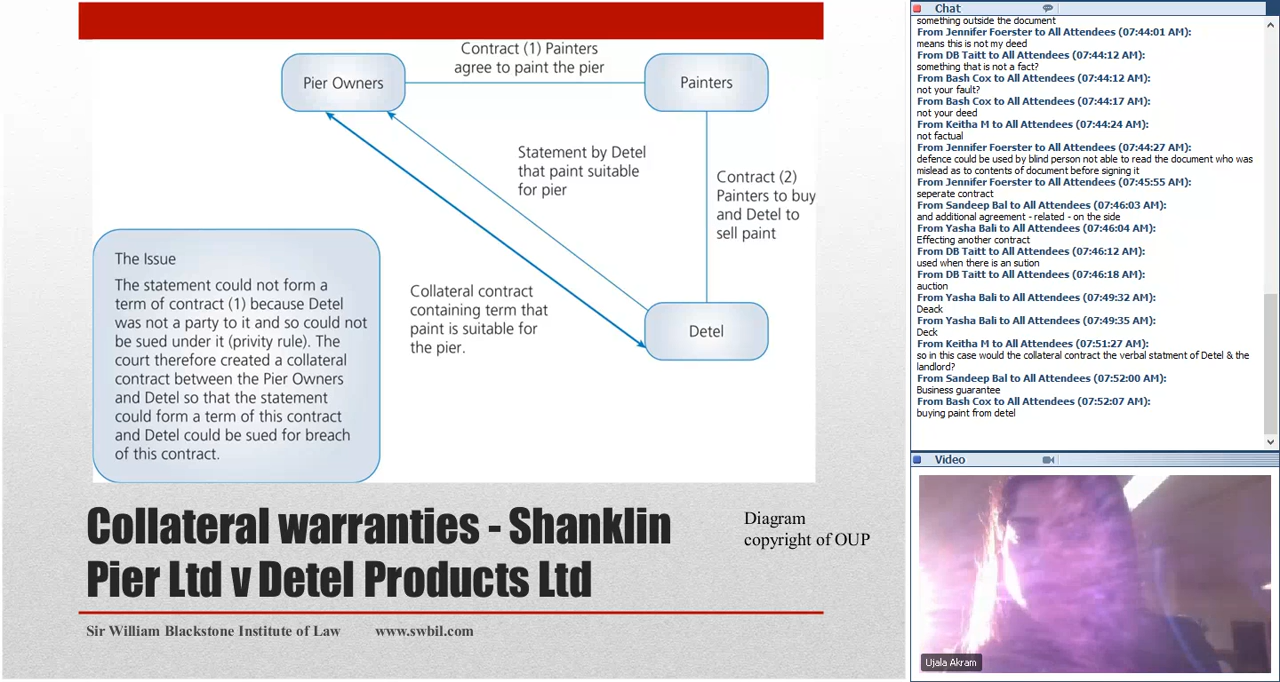 Contract (1) Painters
agree to paint the pier
Pier Owners
Painters
Statement by Detel
that paint suitable
for pier
Contract (2)
Painters to buy
and Detel to
sell paint
The Issue
The statement could not form a
term of contract (1) because Detel
was not a party to it and so could not
be sued under it (privity rule). The
court therefore created a collateral
contract between the Pier Owners
and Detel so that the statement
could form a term of this contract
and Detel could be sued for breach
of this contract.
Collateral contract
containing term that
paint is suitable for
the pier.
Detel
Collateral warranties - Shanklin
Pier Ltd v Detel Products Ltd
Diagram
copyright of OUP
Sir William Blackstone Institute of Law www.swbil.com
Chat
something outside the document
From Jennifer Foerster to All Attendees (07:44:01 AM):
means this is not my deed
From DB Taitt to All Attendees (07:44:12 AM):
something that is not a fact?
From Bash Cox to All Attendees (07:44:12 AM):
not your fault?
From Bash Cox to All Attendees (07:44:17 AM):
not your deed
From Keitha M to All Attendees (07:44:24 AM):
not factual
From Jennifer Foerster to All Attendees (07:44:27 AM):
defence could be used by blind person not able to read the document who was
mislead as to contents of document before signing it
From Jennifer Foerster to All Attendees (07:45:55 AM):
seperate contract
From Sandeep Bal to All Attendees (07:46:03 AM):
and additional agreement - related - on the side
From Yasha Bali to All Attendees (07:46:04 AM):
Effecting another contract
From DB Taitt to All Attendees (07:46:12 AM):
used when there is an sution
From DB Taitt to All Attendees (07:46:18 AM):
auction
From Yasha Bali to All Attendees (07:49:32 AM):
Deack
From Yasha Bali to All Attendees (07:49:35 AM):
Deck
From Keitha M to All Attendees (07:51:27 AM):
so in this case would the collateral contract the verbal statment of Detel & the
landlord?
From Sandeep Bal to All Attendees (07:52:00 AM):
Business guarantee
From Bash Cox to All Attendees (07:52:07 AM):
buying paint from detel
Video
Ujala Akram